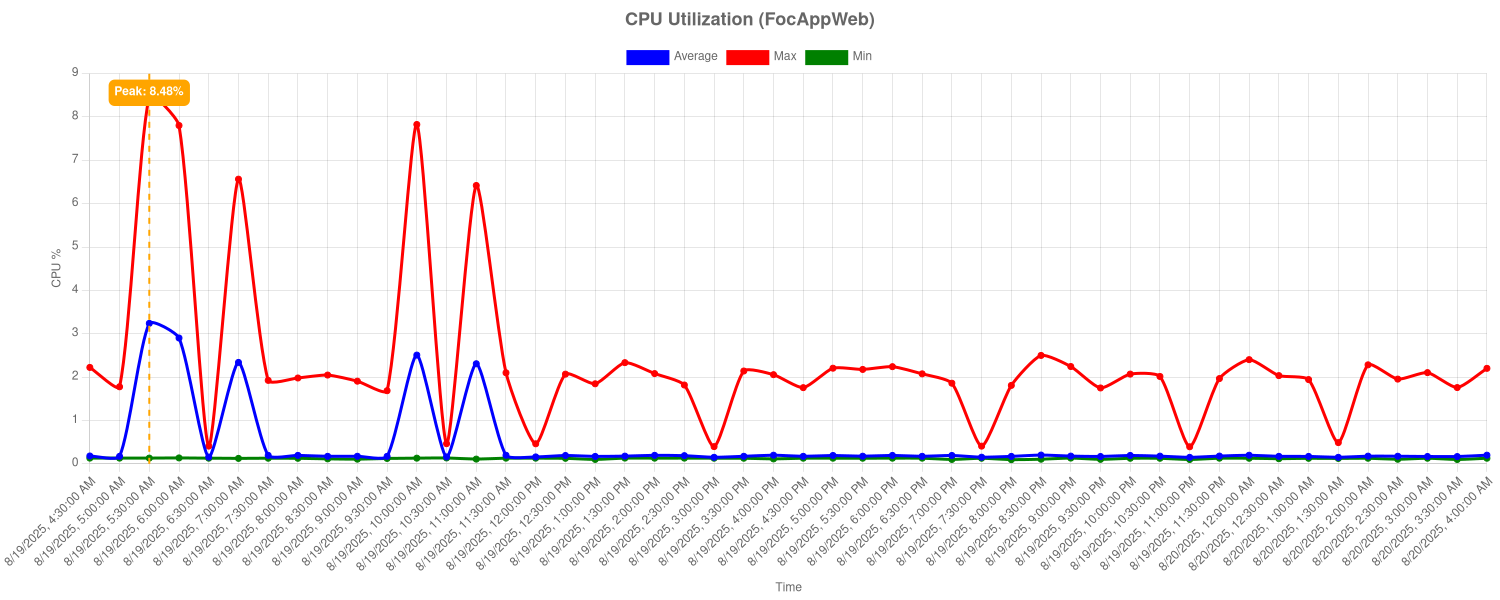 CPU Utilization (FocAppWeb)
Average
Max
Min
9
8
7
6
5
4
3
2
1
0
CPU %
Peak: 8.48%
8/19/2025, 4:30:00 AM
8/19/2025, 5:00:00 AM
8/19/2025, 5:30:00 AM
8/19/2025, 6:00:00 AM
8/19/2025, 6:30:00 AM
8/19/2025, 7:00:00 AM
8/19/2025, 7:30:00 AM
8/19/2025, 8:00:00 AM
8/19/2025, 8:30:00 AM
8/19/2025, 9:00:00 AM
8/19/2025, 9:30:00 AM
8/19/2025, 10:00:00 AM
8/19/2025, 10:30:00 AM
8/19/2025, 11:00:00 AM
8/19/2025, 11:30:00 AM
8/19/2025, 12:00:00 PM
8/19/2025, 12:30:00 PM
8/19/2025, 1:00:00 PM
8/19/2025, 1:30:00 PM
8/19/2025, 2:00:00 PM
8/19/2025, 2:30:00 PM
8/19/2025, 3:00:00 PM
8/19/2025, 3:30:00 PM
8/19/2025, 4:00:00 PM
8/19/2025, 4:30:00 PM
8/19/2025, 5:00:00 PM
8/19/2025, 5:30:00 PM
8/19/2025, 6:00:00 PM
8/19/2025, 6:30:00 PM
8/19/2025, 7:00:00 PM
8/19/2025, 7:30:00 PM
8/19/2025, 8:00:00 PM
8/19/2025, 8:30:00 PM
8/19/2025, 9:00:00 PM
8/19/2025, 9:30:00 PM
8/19/2025, 10:00:00 PM
8/19/2025, 10:30:00 PM
8/19/2025, 11:00:00 PM
8/19/2025, 11:30:00 PM
8/20/2025, 12:00:00 AM
8/20/2025, 12:30:00 AM
8/20/2025, 1:00:00 AM
8/20/2025, 1:30:00 AM
8/20/2025, 2:00:00 AM
8/20/2025, 2:30:00 AM
8/20/2025, 3:00:00 AM
8/20/2025, 3:30:00 AM
8/20/2025, 4:00:00 AM
Time